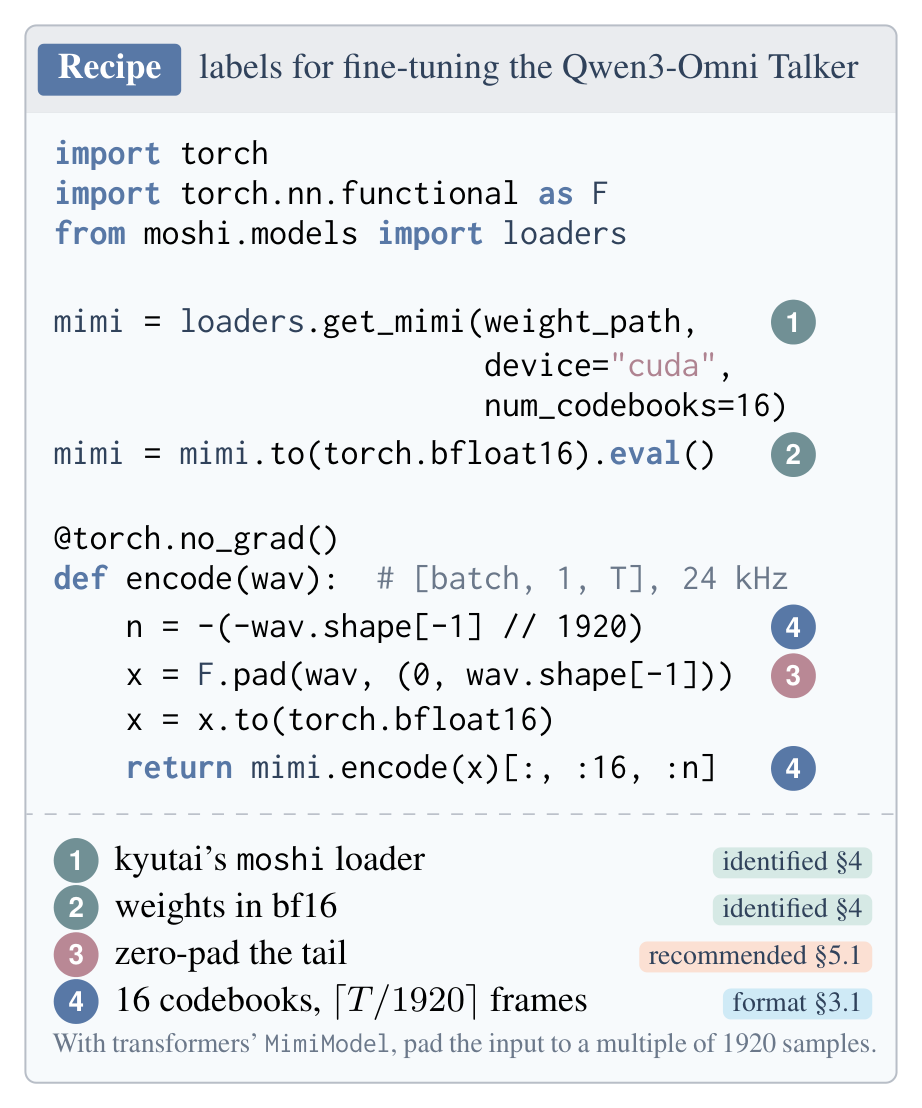 Recipe labels for fine-tuning the Qwen3-Omni Talker
import torch
import torch.nn.functional as F
from moshi.models import loaders
mimi = loaders.get_mimi(weight_path, 1
device="cuda",
num_codebooks=16)
mimi = mimi.to(torch.bfloat16).eval() 2
@torch.no_grad()
def encode(wav):  # [batch, 1, T], 24 kHz
    n = -(-wav.shape[-1] // 1920) 4
    x = F.pad(wav, (0, wav.shape[-1])) 3
    x = x.to(torch.bfloat16)
    return mimi.encode(x)[:, :16, :n] 4
1 kyutai's moshi loader identified §4
2 weights in bf16 identified §4
3 zero-pad the tail recommended §5.1
4 16 codebooks, ⌈T/1920⌉ frames format §3.1
With transformers' MimiModel, pad the input to a multiple of 1920 samples.